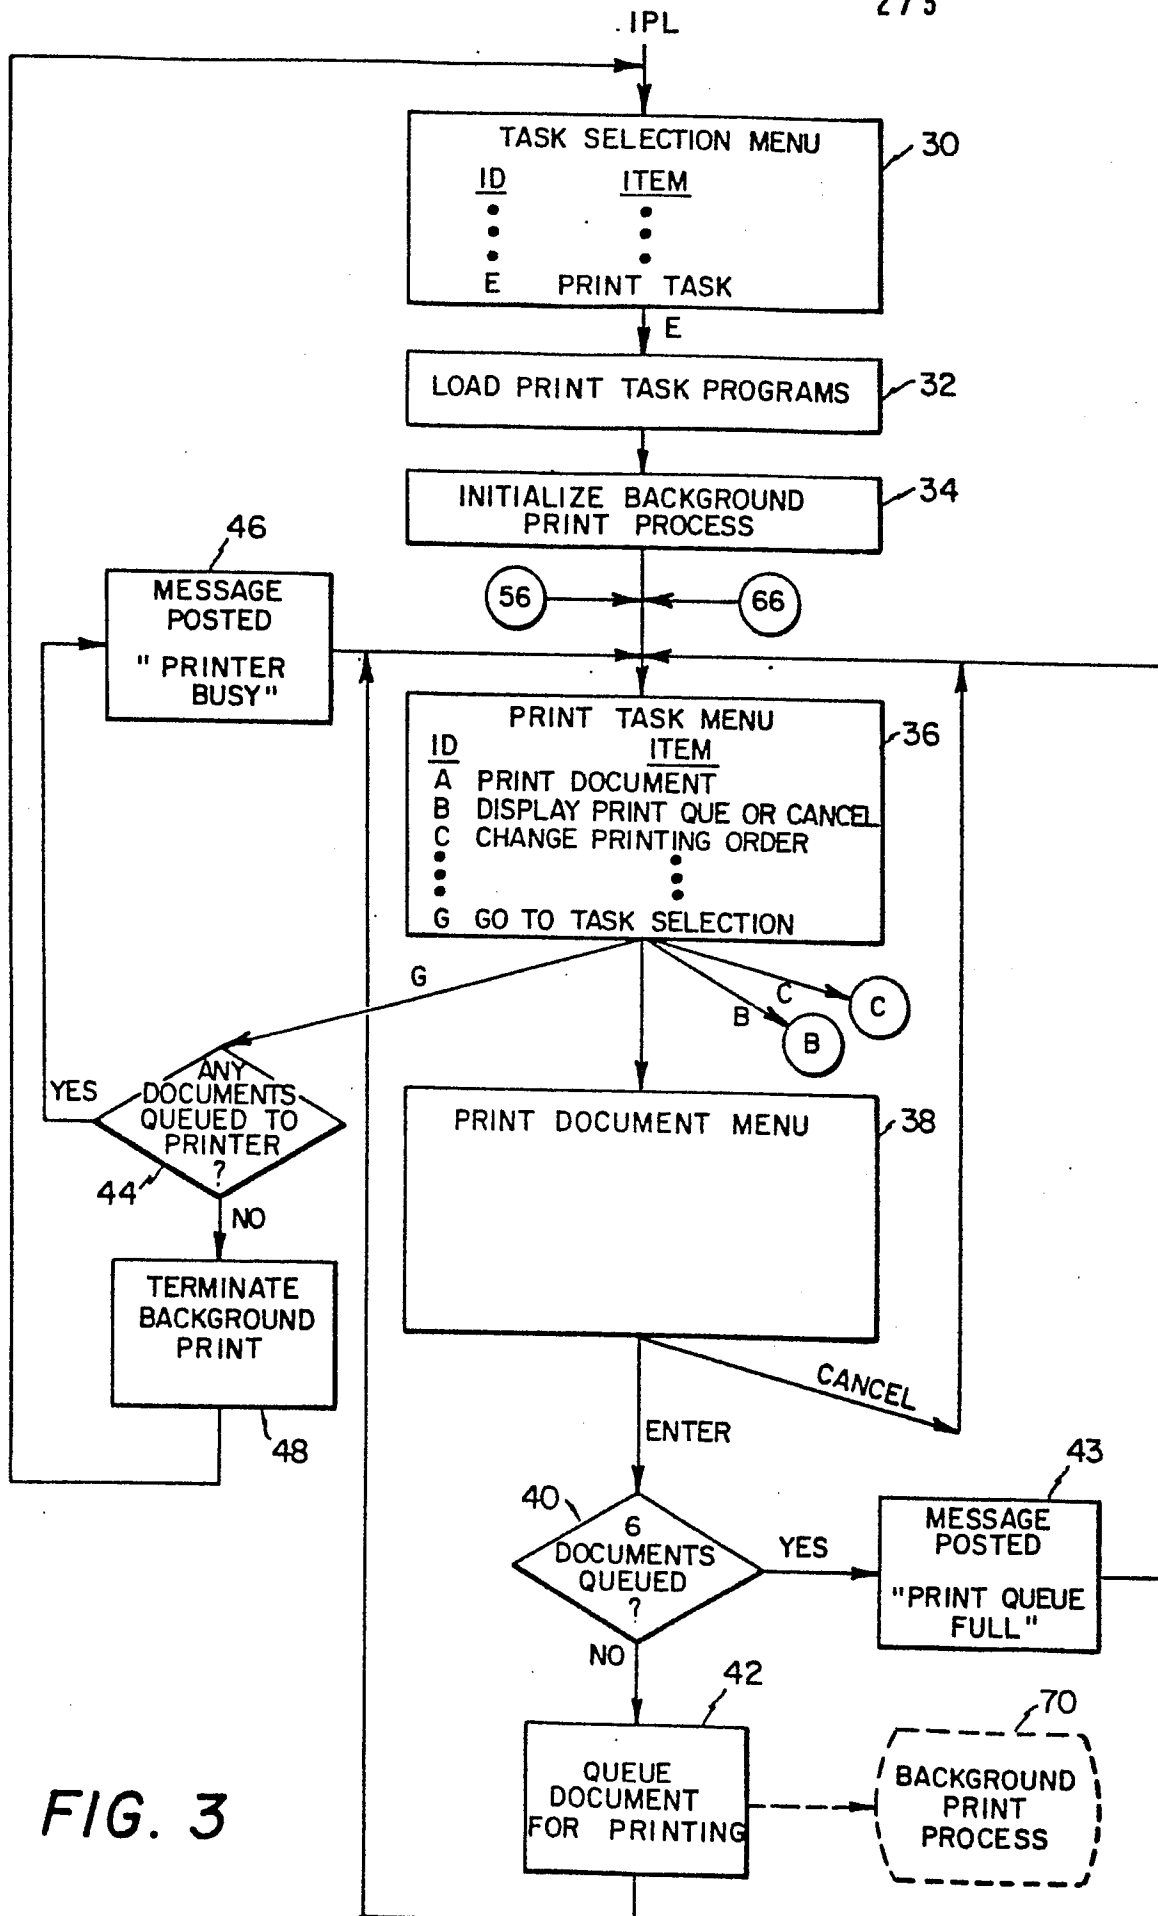 2/3
IPL
TASK SELECTION MENU
30
ID ITEM
E PRINT TASK
E
LOAD PRINT TASK PROGRAMS
32
INITIALIZE BACKGROUND
PRINT PROCESS
34
46
MESSAGE
POSTED
"PRINTER
BUSY"
56
66
PRINT TASK MENU
36
ID ITEM
A PRINT DOCUMENT
B DISPLAY PRINT QUE OR CANCEL
C CHANGE PRINTING ORDER
G GO TO TASK SELECTION
G
B
C
C
B
YES
ANY
DOCUMENTS
QUEUED TO
PRINTER
?
44
NO
TERMINATE
BACKGROUND
PRINT
48
PRINT DOCUMENT MENU
38
CANCEL
ENTER
40
6
DOCUMENTS
QUEUED
?
YES
43
MESSAGE
POSTED
"PRINT QUEUE
FULL"
NO
42
QUEUE
DOCUMENT
FOR PRINTING
70
BACKGROUND
PRINT
PROCESS
FIG. 3